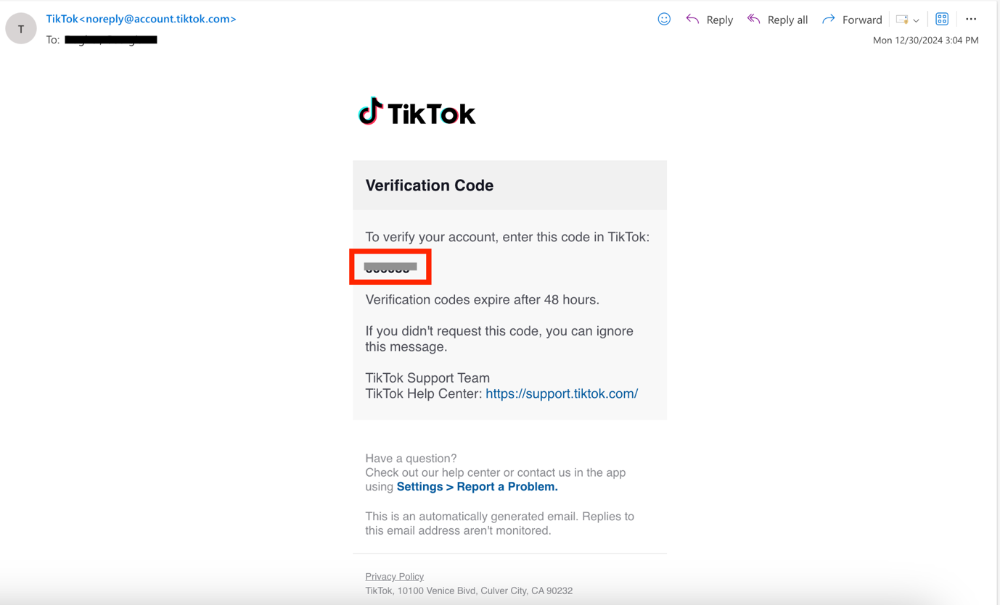 TikTok<noreply@account.tiktok.com>
Reply
Reply all
Forward
T
To:
Mon 12/30/2024 3:04 PM
TikTok
Verification Code
To verify your account, enter this code in TikTok:
Verification codes expire after 48 hours.
If you didn't request this code, you can ignore
this message.
TikTok Support Team
TikTok Help Center: https://support.tiktok.com/
Have a question?
Check out our help center or contact us in the app
using Settings > Report a Problem.
This is an automatically generated email. Replies to
this email address aren't monitored.
Privacy Policy
TikTok, 10100 Venice Blvd, Culver City, CA 90232